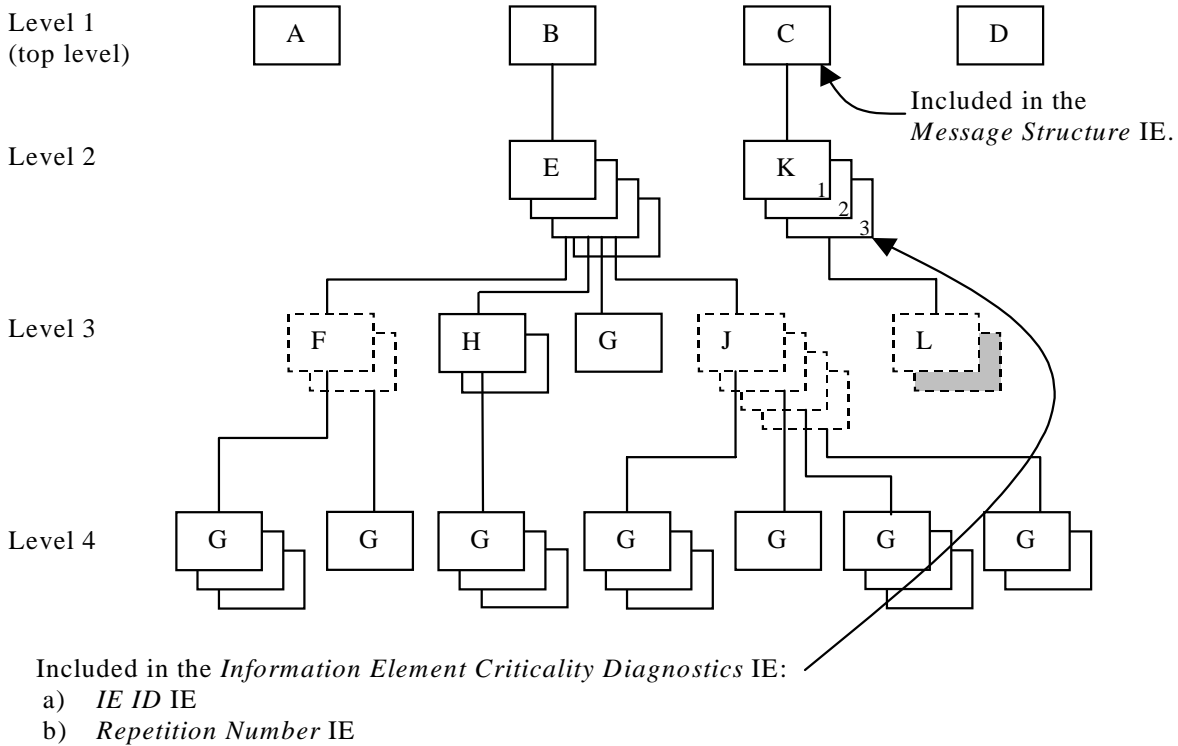 Level 1
(top level)
A
B
C
D
Included in the
Message Structure IE.
Level 2
E
K
1
2
3
Level 3
F
H
G
J
L
Level 4
G
G
G
G
G
G
G
Included in the Information Element Criticality Diagnostics IE:
a) IE ID IE
b) Repetition Number IE